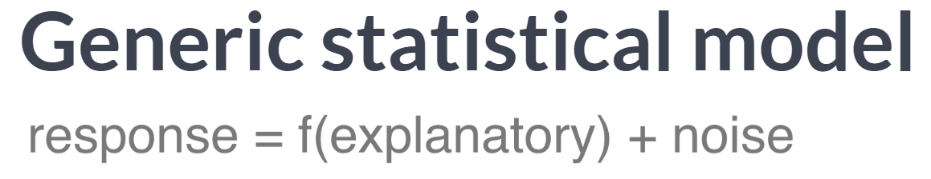 Generic statistical model
response = f(explanatory) + noise